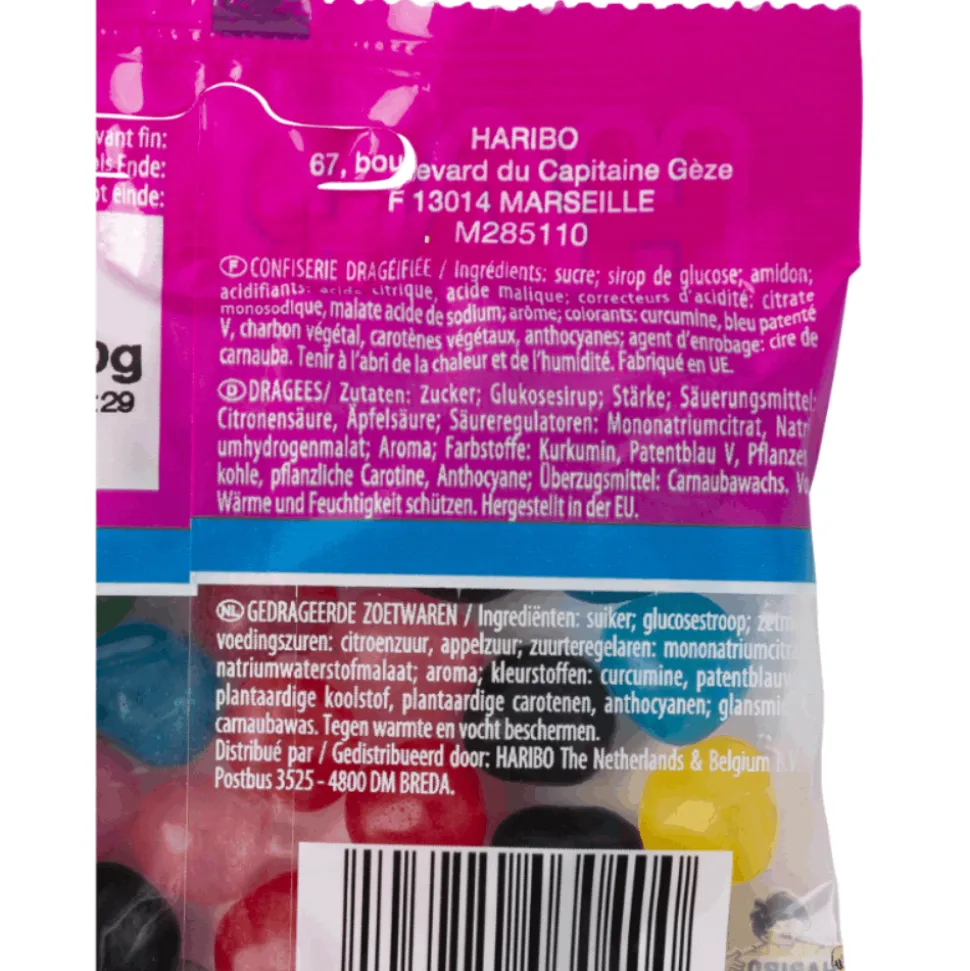 vant fin:
Ende:
einde:
0g
:29
HARIBO
67, boulevard du Capitaine Gèze
F 13014 MARSEILLE
M285110
F CONFISERIE DRAGÉIFIÉE / Ingrédients: sucre; sirop de glucose; amidon;
acidifiants: acide citrique, acide malique; correcteurs d'acidité: citrate
monosodique, malate acide de sodium; arôme; colorants: curcumine, bleu patenté
V, charbon végétal, carotènes végétaux, anthocyanes; agent d'enrobage: cire de
carnauba. Tenir à l'abri de la chaleur et de l'humidité. Fabriqué en UE.
D DRAGEES/ Zutaten: Zucker; Glukosesirup; Stärke; Säuerungsmittel:
Citronensäure, Äpfelsäure; Säureregulatoren: Mononatriumcitrat, Natri
umhydrogenmalat; Aroma; Farbstoffe: Kurkumin, Patentblau V, Pflanzen
kohle, pflanzliche Carotine, Anthocyane; Überzugsmittel: Carnaubawachs.
Wärme und Feuchtigkeit schützen. Hergestellt in der EU.
NL GEDRAGEERDE ZOETWAREN / Ingrediënten: suiker; glucosestroop; zetm
voedingszuren: citroenzuur, appelzuur; zuurteregelaren: mononatriumcitra
natriumwaterstofmalaat; aroma; kleurstoffen: curcumine, patentblauw
plantaardige koolstof, plantaardige carotenen, anthocyanen; glansmi
carnaubawas. Tegen warmte en vocht beschermen.
Distribué par / Gedistribueerd door: HARIBO The Netherlands & Belgium B.V.
Postbus 3525 - 4800 DM BREDA.